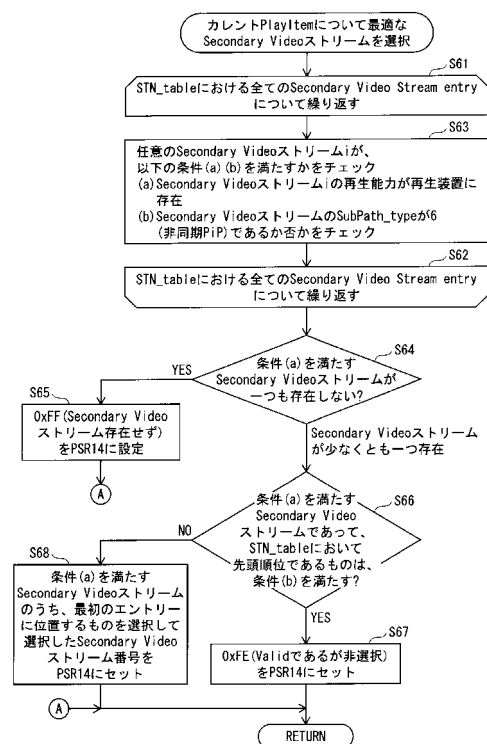 カレントPlayItemについて最適な
Secondary Videoストリームを選択
S61
STN_tableにおける全てのSecondary Video Stream entry
について繰り返す
S63
任意のSecondary Videoストリームiが、
以下の条件(a)(b)を満たすかをチェック
(a)Secondary Videoストリームiの再生能力が再生装置に
存在
(b)Secondary VideoストリームのSubPath_typeが6
(非同期PiP)であるか否かをチェック
S62
STN_tableにおける全てのSecondary Video Stream entry
について繰り返す
S64
条件(a)を満たす
Secondary Videoストリームが
一つも存在しない?
YES
S65
0xFF(Secondary Video
ストリーム存在せず)
をPSR14に設定
A
Secondary Videoストリーム
が少なくとも一つ存在
S66
条件(a)を満たす
Secondary Video
ストリームであって、
STN_tableにおいて
先頭順位であるものは、
条件(b)を満たす?
NO
S68
条件(a)を満たす
Secondary Videoストリーム
のうち、最初のエントリー
に位置するものを選択して
選択したSecondary Video
ストリーム番号を
PSR14にセット
YES
S67
0xFE(Validであるが非選択)
をPSR14にセット
A
RETURN